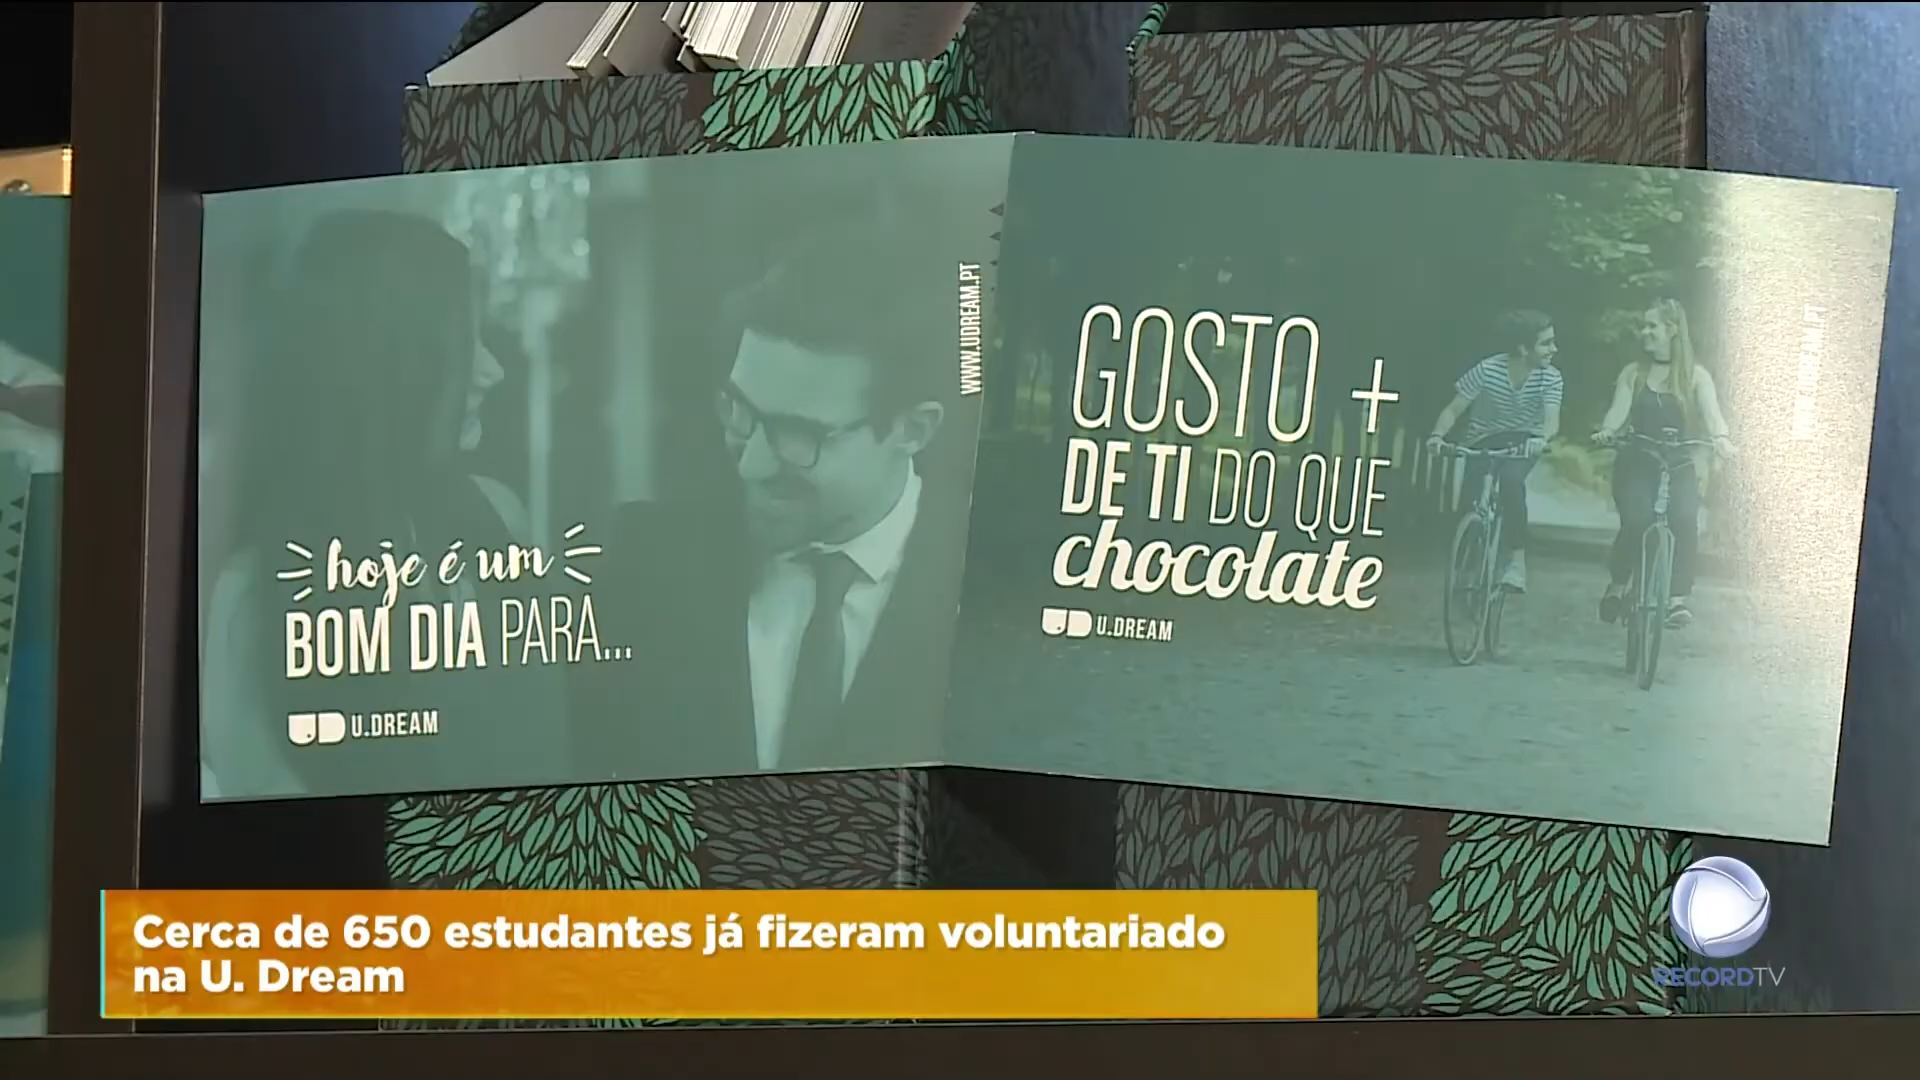 hoje é um
BOM DIA PARA...
U.DREAM
WWW.UDREAM.PT
GOSTO +
DE TI DO QUE
chocolate
U.DREAM
Cerca de 650 estudantes já fizeram voluntariado
na U. Dream
RECORDTV